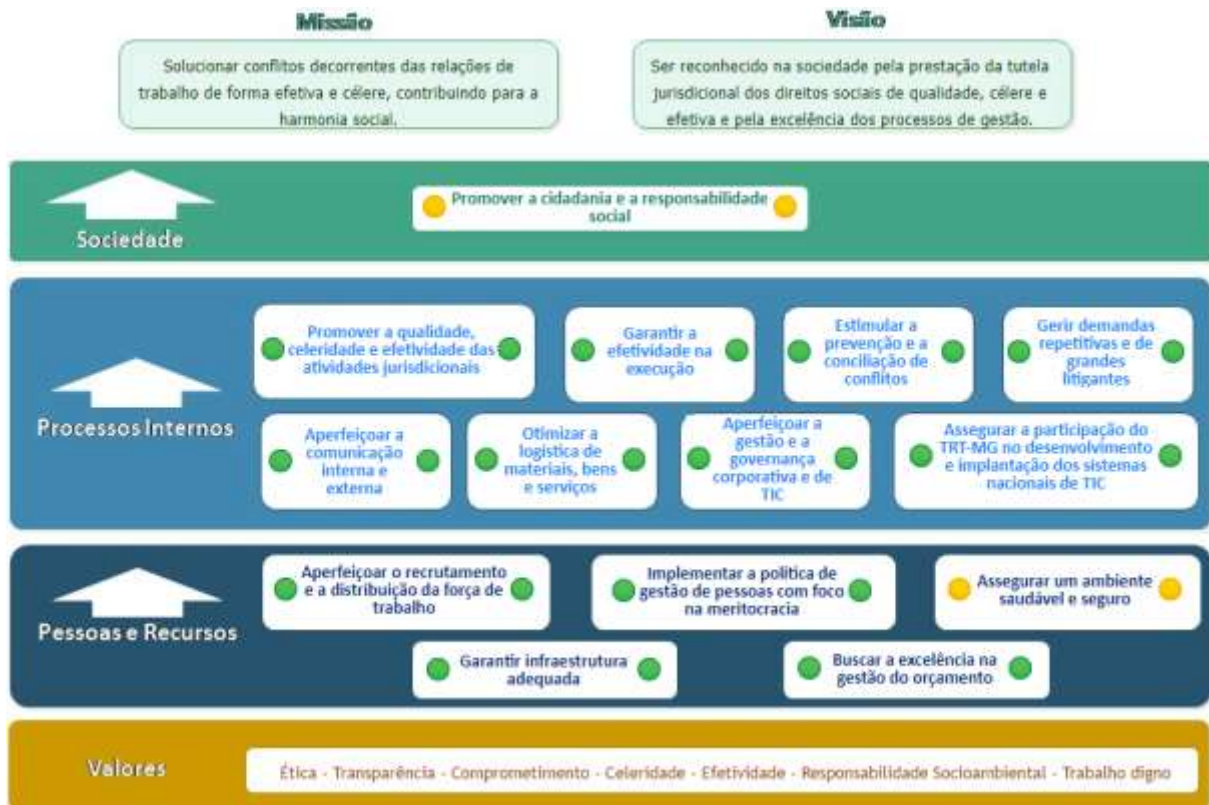 Missão
Solucionar conflitos decorrentes das relações de
trabalho de forma efetiva e célere, contribuindo para a
harmonia social.
Visão
Ser reconhecido na sociedade pela prestação da tutela
jurisdicional dos direitos sociais de qualidade, célere e
efetiva e pela excelência dos processos de gestão.
Sociedade
Promover a cidadania e a responsabilidade
social
Processos Internos
Promover a qualidade,
celeridade e efetividade das
atividades jurisdicionais
Garantir a
efetividade na
execução
Estimular a
prevenção e a
conciliação de
conflitos
Gerir demandas
repetitivas e de
grandes
litigantes
Aperfeiçoar a
comunicação
interna e
externa
Otimizar a
logística de
materiais, bens
e serviços
Aperfeiçoar a
gestão e a
governança
corporativa e de
TIC
Assegurar a participação do
TRT-MG no desenvolvimento
e implantação dos sistemas
nacionais de TIC
Pessoas e Recursos
Aperfeiçoar o recrutamento
e a distribuição da força de
trabalho
Implementar a política de
gestão de pessoas com foco
na meritocracia
Assegurar um ambiente
saudável e seguro
Garantir infraestrutura
adequada
Buscar a excelência na
gestão do orçamento
Valores
Ética - Transparência - Comprometimento - Celeridade - Efetividade - Responsabilidade Socioambiental - Trabalho digno